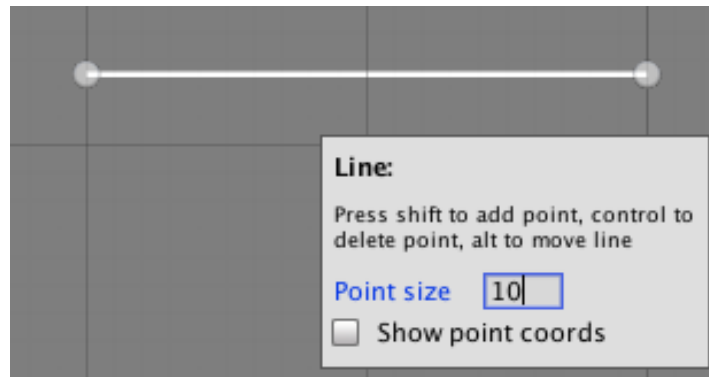 Line:
Press shift to add point, control to
delete point, alt to move line
Point size 10
Show point coords